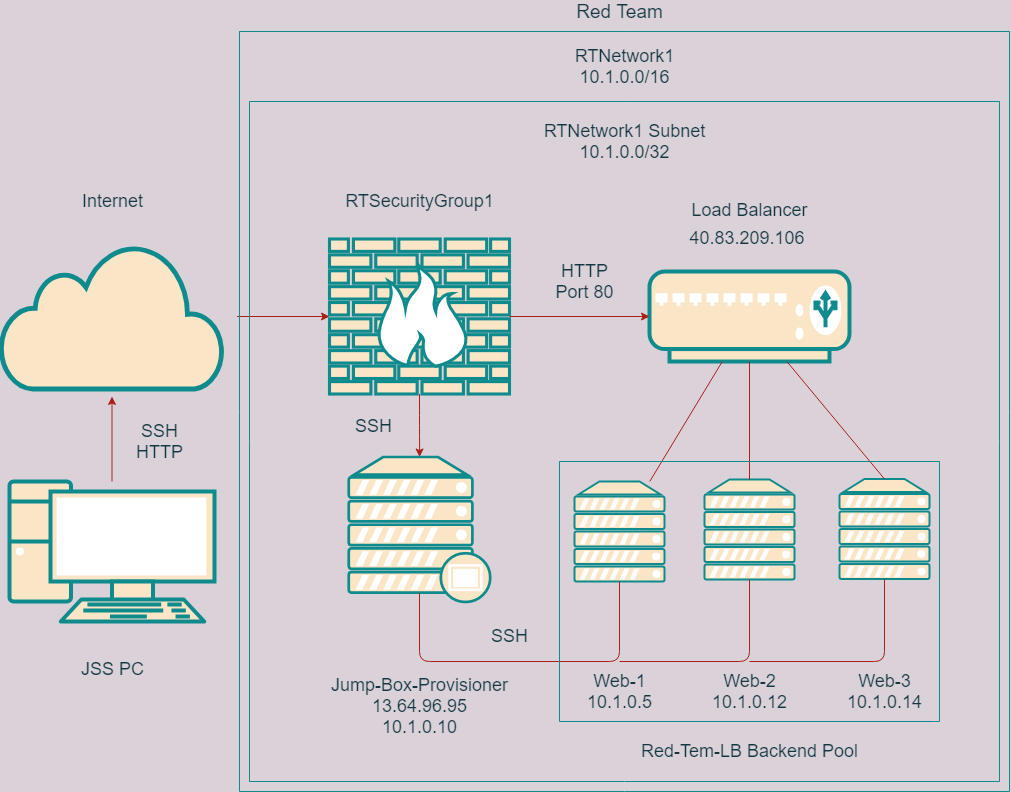 Red Team
RTNetwork1
10.1.0.0/16
RTNetwork1 Subnet
10.1.0.0/32
Internet
RTSecurityGroup1
Load Balancer
40.83.209.106
HTTP
Port 80
SSH
HTTP
SSH
SSH
JSS PC
Jump-Box-Provisioner
13.64.96.95
10.1.0.10
Web-1
10.1.0.5
Web-2
10.1.0.12
Web-3
10.1.0.14
Red-Tem-LB Backend Pool